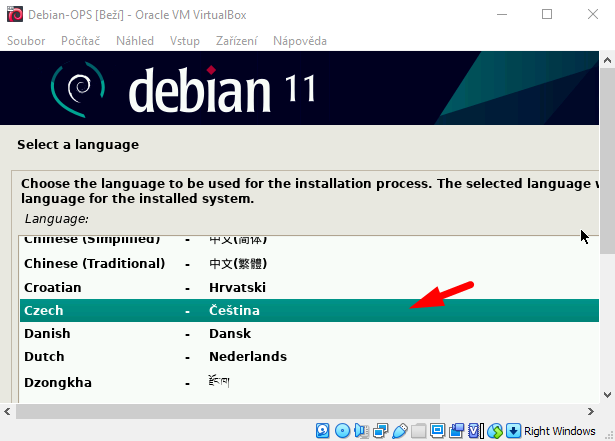 Debian-OPS [Beží] - Oracle VM VirtualBox
Soubor Počítač Náhled Vstup Zařízení Nápověda
debian 11
Select a language
Choose the language to be used for the installation process. The selected language
language for the installed system.
Language:
Chinese (Simplified) - 中文(简体)
Chinese (Traditional) - 中文(繁體)
Croatian - Hrvatski
Czech - Čeština
Danish - Dansk
Dutch - Nederlands
Dzongkha - རྫོང་ཁ།
Right Windows